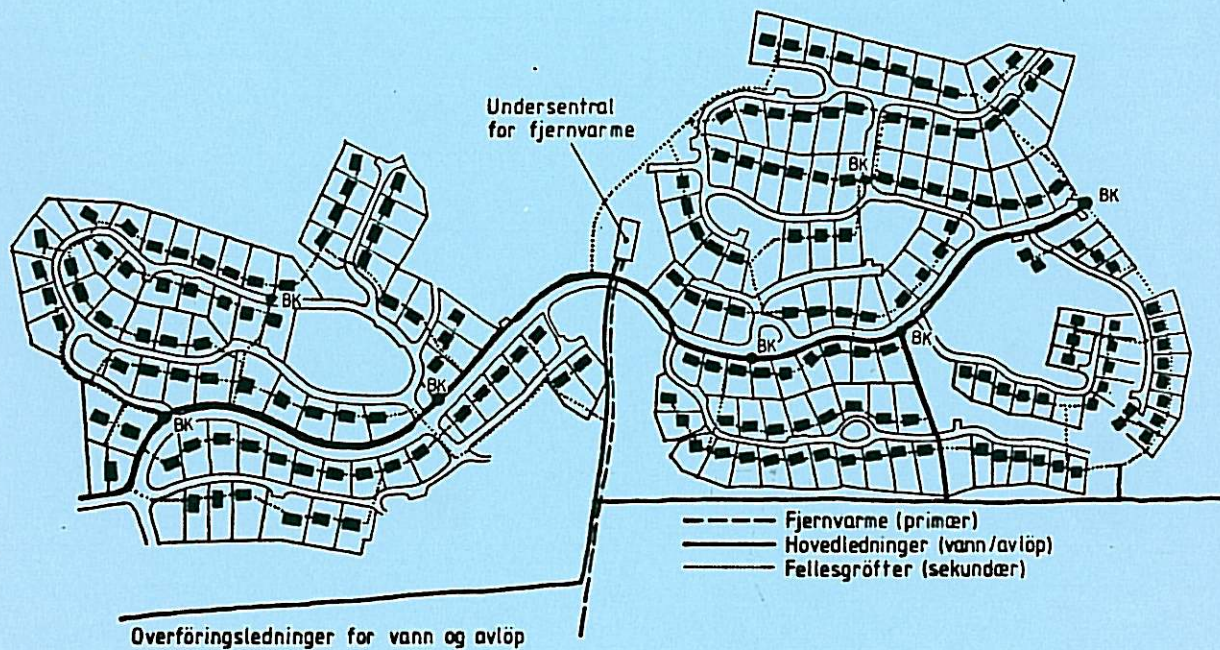 Undersentral
for fjernvarme
BK
BK
BK
BK
BK
BK
BK
Fjernvarme (primær)
Hovedledninger (vann/avlöp)
Fellesgröfter (sekundær)
Overföringsledninger for vann og avlöp